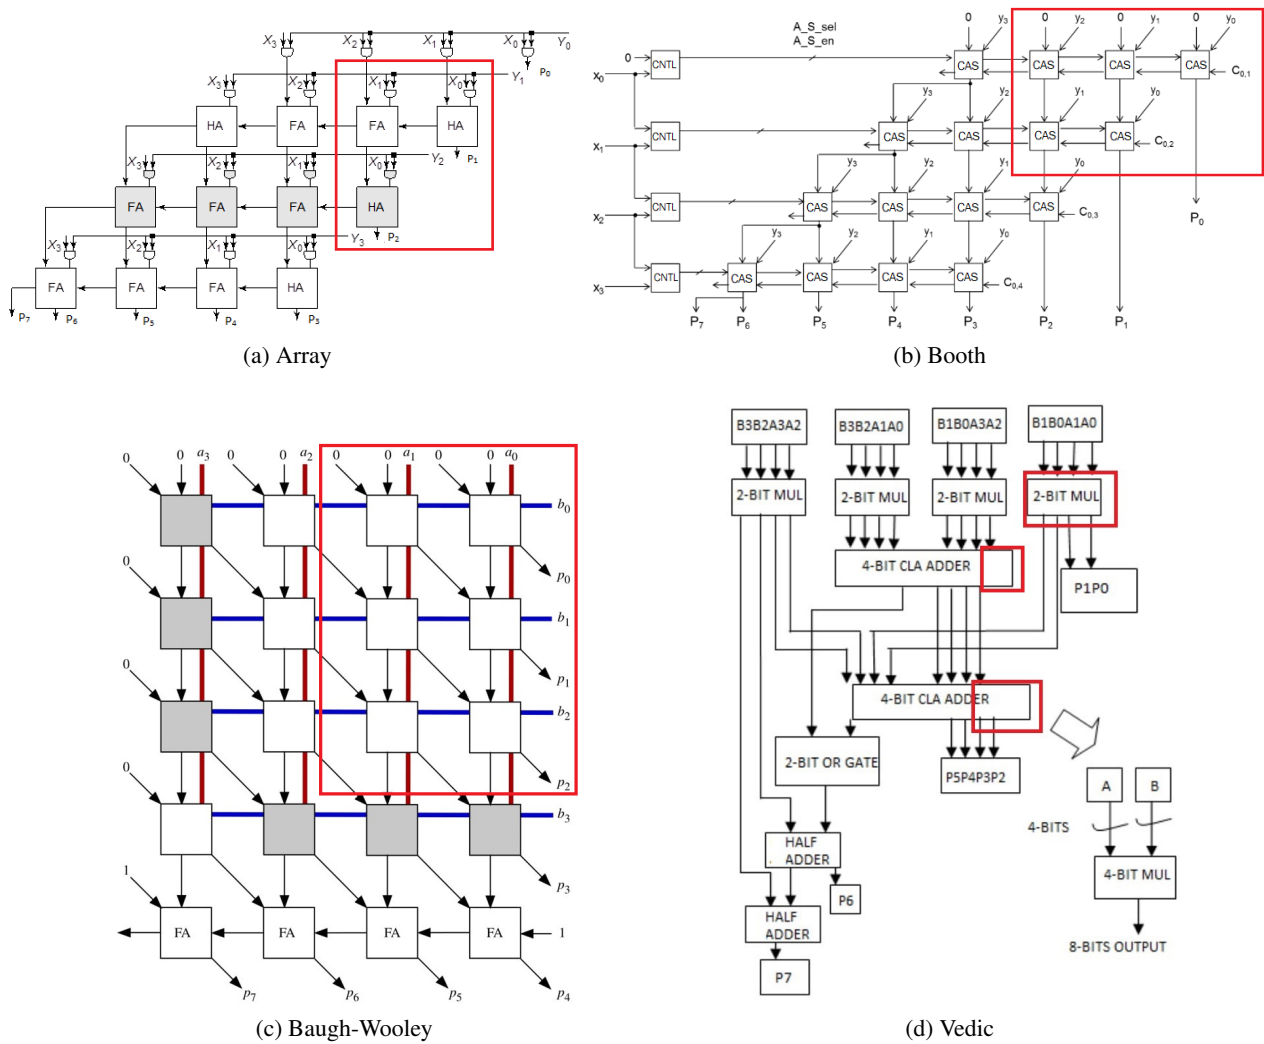 X3 X2 X1 X0 Y0
P0
X3 X2 X1 X0 Y1
HA FA FA HA
P1
X3 X2 X1 X0 Y2
FA FA FA HA
P2
X3 X2 X1 X0 Y3
FA FA FA HA
P7 P6 P5 P4 P3
(a) Array
A_S_sel
A_S_en
0 y3 0 y2 0 y1 0 y0
0 CNTL CAS CAS CAS CAS
x0 C0,1
y3 y2 y1 y0
CNTL CAS CAS CAS CAS
x1 C0,2
y3 y2 y1 y0
CNTL CAS CAS CAS CAS
x2 C0,3 P0
y3 y2 y1 y0
CNTL CAS CAS CAS CAS
x3 C0,4
P7 P6 P5 P4 P3 P2 P1
(b) Booth
0 0 a3 0 0 a2 0 0 a1 0 0 a0
b0
0 p0
b1
0 p1
b2
0 p2
b3
1 p3
FA FA FA FA 1
p7 p6 p5 p4
(c) Baugh-Wooley
B3B2A3A2 B3B2A1A0 B1B0A3A2 B1B0A1A0
2-BIT MUL 2-BIT MUL 2-BIT MUL 2-BIT MUL
4-BIT CLA ADDER
P1P0
4-BIT CLA ADDER
2-BIT OR GATE P5P4P3P2
A B
4-BITS
HALF
ADDER
4-BIT MUL
P6
HALF
ADDER
8-BITS OUTPUT
P7
(d) Vedic